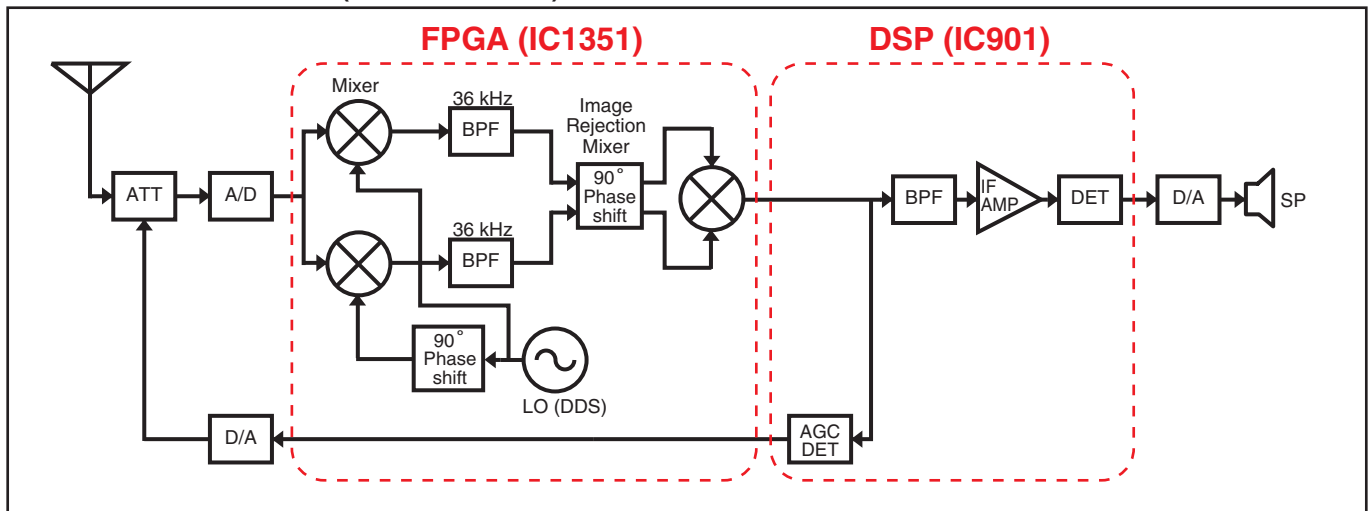 FPGA (IC1351)
DSP (IC901)
Mixer
36 kHz
BPF
Image
Rejection
Mixer
90°
Phase
shift
ATT
A/D
BPF
IF
AMP
DET
D/A
SP
36 kHz
BPF
90°
Phase
shift
LO (DDS)
D/A
AGC
DET